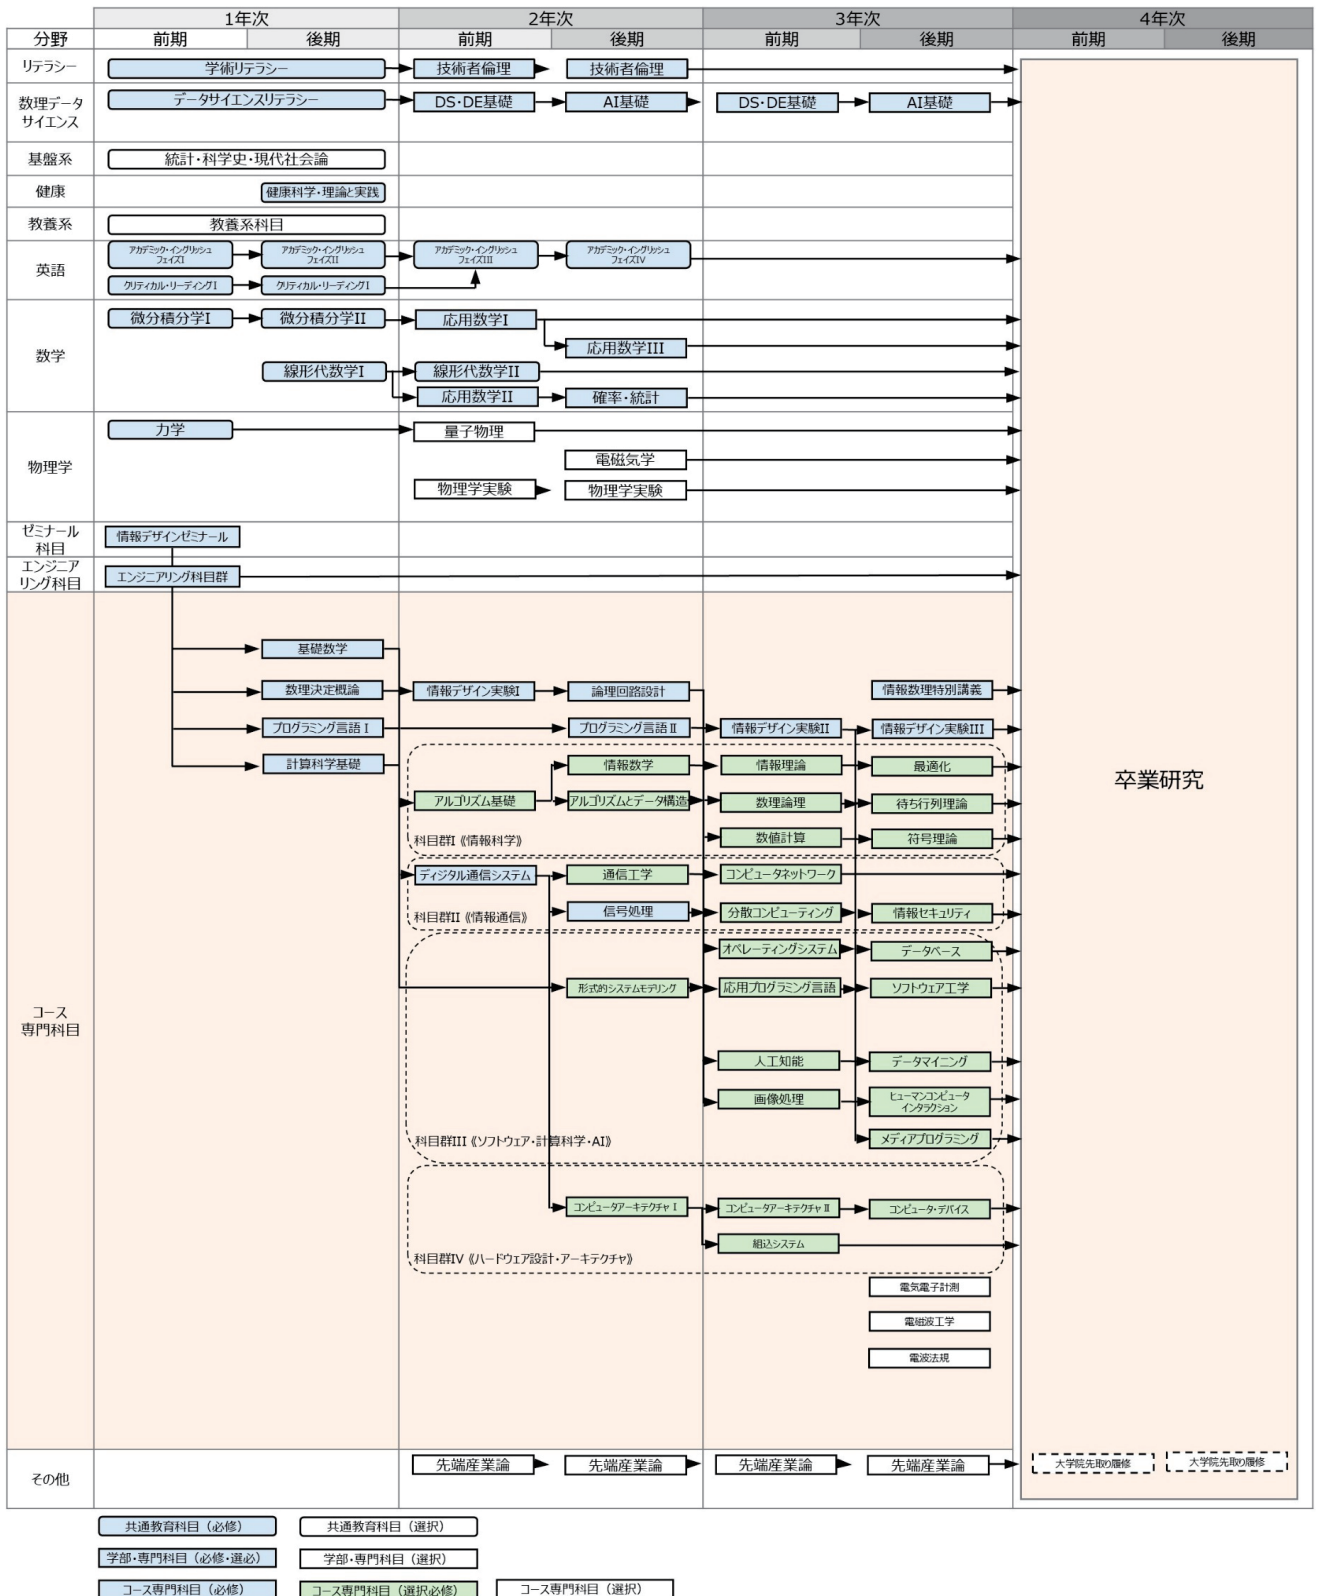 1年次 2年次 3年次 4年次
分野 前期 後期 前期 後期 前期 後期 前期 後期
リテラシー 学術リテラシー 技術者倫理 技術者倫理
数理データ
サイエンス
データサイエンスリテラシー DS・DE基礎 AI基礎 DS・DE基礎 AI基礎
基盤系 統計・科学史・現代社会論
健康 健康科学・理論と実践
教養系 教養系科目
英語
アカデミック・イングリッシュ
フェイズI
アカデミック・イングリッシュ
フェイズII
アカデミック・イングリッシュ
フェイズIII
アカデミック・イングリッシュ
フェイズIV
クリティカル・リーディングI クリティカル・リーディングI
数学
微分積分学I 微分積分学II 応用数学I
応用数学III
線形代数学I 線形代数学II
応用数学II 確率・統計
物理学
力学 量子物理
電磁気学
物理学実験 物理学実験
ゼミナール
科目
情報デザインゼミナール
エンジニア
リング科目
エンジニアリング科目群
コース
専門科目
基礎数学
数理決定概論 情報デザイン実験I 論理回路設計 情報数理特別講義
プログラミング言語 I プログラミング言語 II 情報デザイン実験II 情報デザイン実験III
計算科学基礎 情報数学 情報理論 最適化
アルゴリズム基礎 アルゴリズムとデータ構造 数理論理 待ち行列理論
科目群I 《情報科学》 数値計算 符号理論
ディジタル通信システム 通信工学 コンピュータネットワーク
科目群II 《情報通信》 信号処理 分散コンピューティング 情報セキュリティ
オペレーティングシステム データベース
形式的システムモデリング 応用プログラミング言語 ソフトウェア工学
人工知能 データマイニング
画像処理
ヒューマンコンピュータ
インタラクション
科目群III 《ソフトウェア・計算科学・AI》 メディアプログラミング
コンピュータアーキテクチャ I コンピュータアーキテクチャ II コンピュータ・デバイス
科目群IV 《ハードウェア設計・アーキテクチャ》 組込システム
電気電子計測
電磁波工学
電波法規
卒業研究
その他 先端産業論 先端産業論 先端産業論 先端産業論 大学院先取り履修 大学院先取り履修
共通教育科目（必修） 共通教育科目（選択）
学部・専門科目（必修・選必） 学部・専門科目（選択）
コース専門科目（必修） コース専門科目（選択必修） コース専門科目（選択）